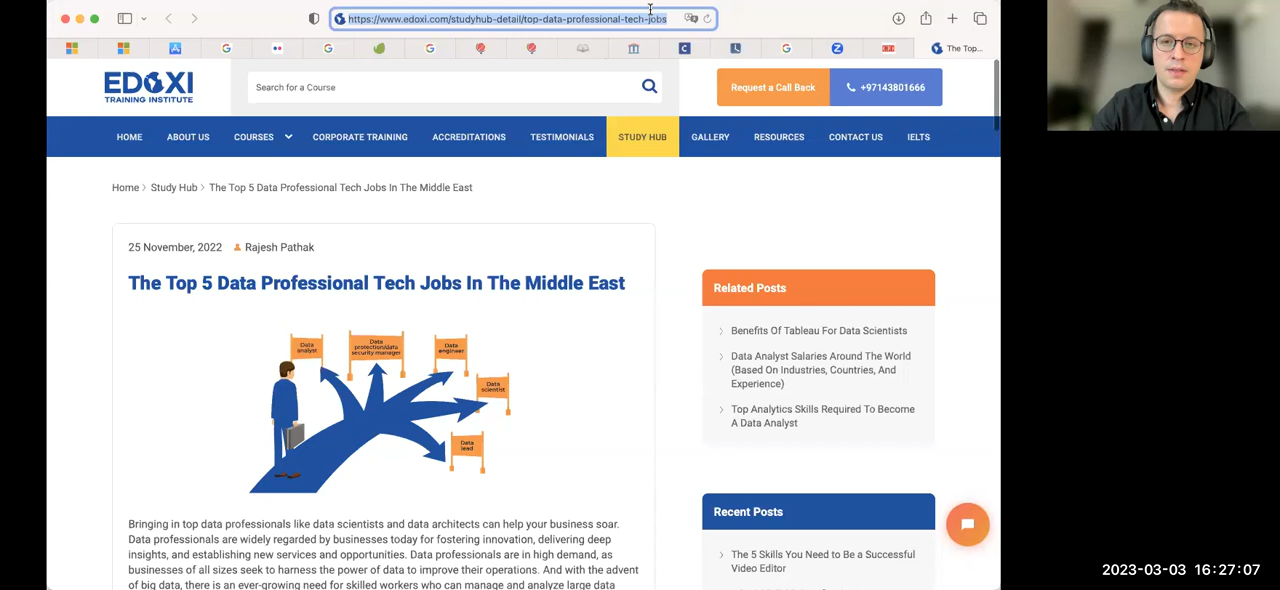 https://www.edoxi.com/studyhub-detail/top-data-professional-tech-jobs
The Top...
EDOXI
TRAINING INSTITUTE
Search for a Course
Request a Call Back
+97143801666
HOME
ABOUT US
COURSES
CORPORATE TRAINING
ACCREDITATIONS
TESTIMONIALS
STUDY HUB
GALLERY
RESOURCES
CONTACT US
IELTS
Home > Study Hub > The Top 5 Data Professional Tech Jobs In The Middle East
25 November, 2022 Rajesh Pathak
The Top 5 Data Professional Tech Jobs In The Middle East
Data
analyst
Data
protection/data
security manager
Data
engineer
Data
scientist
Data
lead
Bringing in top data professionals like data scientists and data architects can help your business soar.
Data professionals are widely regarded by businesses today for fostering innovation, delivering deep
insights, and establishing new services and opportunities. Data professionals are in high demand, as
businesses of all sizes seek to harness the power of data to improve their operations. And with the advent
of big data, there is an ever-growing need for skilled workers who can manage and analyze large data
Related Posts
Benefits Of Tableau For Data Scientists
Data Analyst Salaries Around The World
(Based On Industries, Countries, And
Experience)
Top Analytics Skills Required To Become
A Data Analyst
Recent Posts
The 5 Skills You Need to Be a Successful
Video Editor
2023-03-03 16:27:07